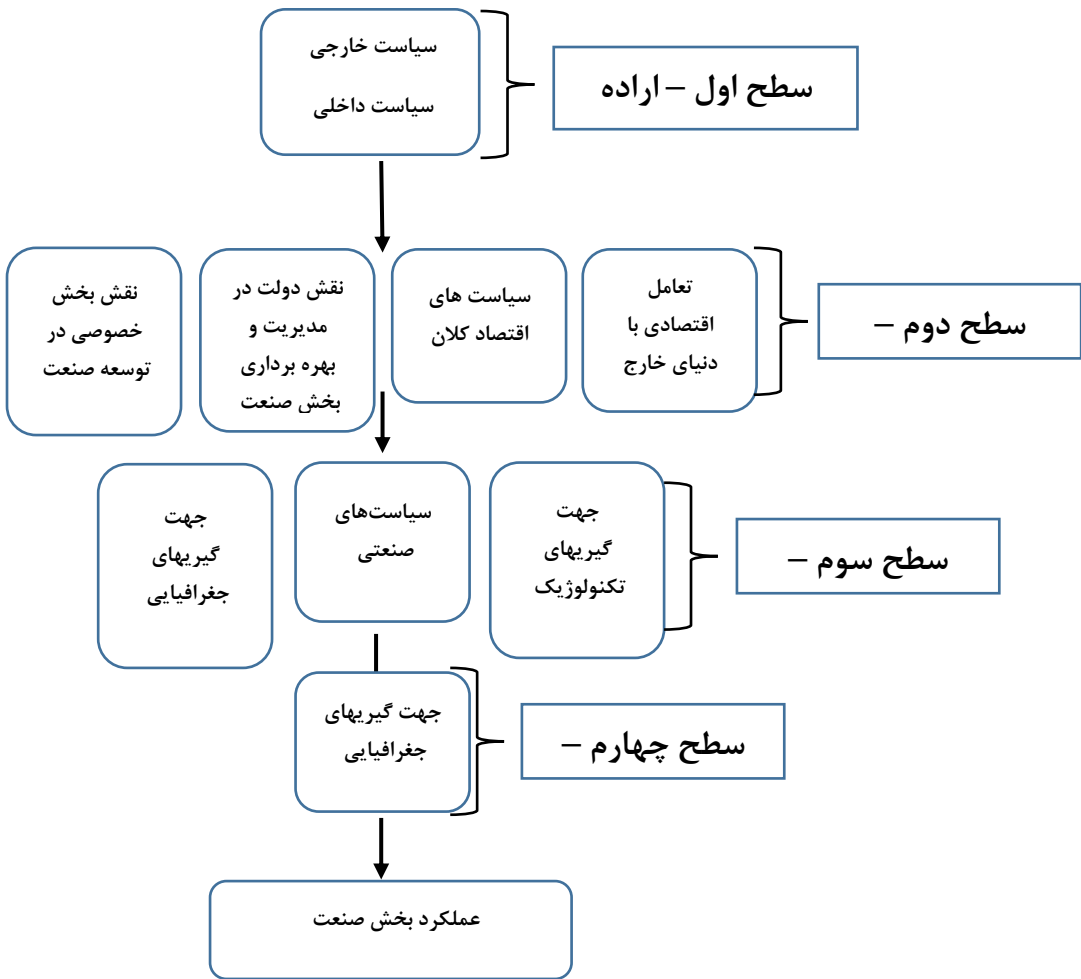 سیاست خارجی
سیاست داخلی
سطح اول – اراده
تعامل
اقتصادی با
دنیای خارج
سیاست های
اقتصاد کلان
نقش دولت در
مدیریت و
بهره برداری
بخش صنعت
نقش بخش
خصوصی در
توسعه صنعت
سطح دوم –
جهت
گیریهای
تکنولوژیک
سیاست‌های
صنعتی
جهت
گیریهای
جغرافیایی
سطح سوم –
جهت گیریهای
جغرافیایی
سطح چهارم –
عملکرد بخش صنعت